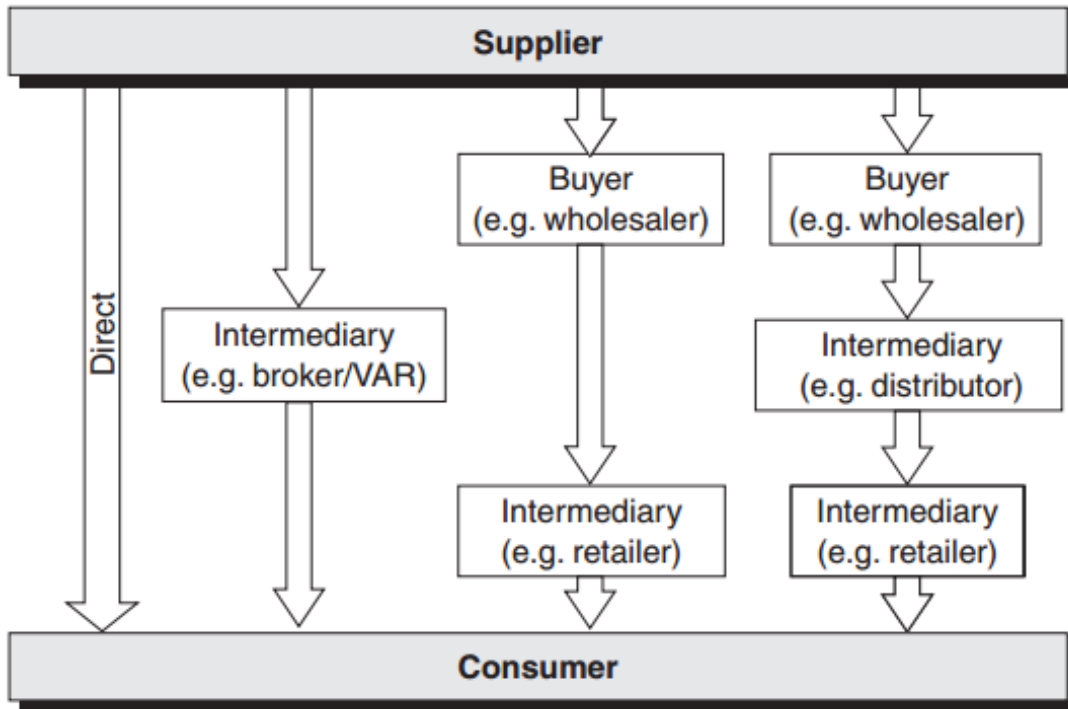 Supplier
Direct
Intermediary
(e.g. broker/VAR)
Buyer
(e.g. wholesaler)
Intermediary
(e.g. retailer)
Buyer
(e.g. wholesaler)
Intermediary
(e.g. distributor)
Intermediary
(e.g. retailer)
Consumer